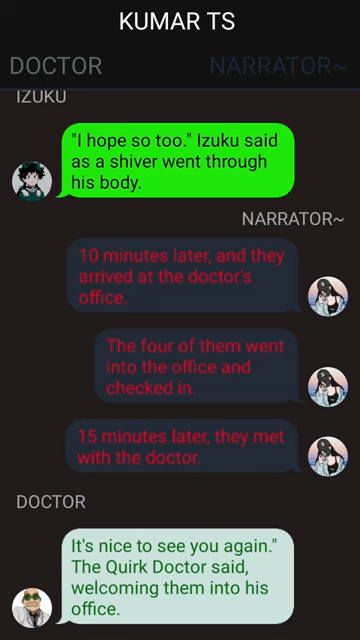 KUMAR TS
DOCTOR NARRATOR~
IZUKU
"I hope so too." Izuku said
as a shiver went through
his body.
NARRATOR~
10 minutes later, and they
arrived at the doctor's
office.
The four of them went
into the office and
checked in.
15 minutes later, they met
with the doctor.
DOCTOR
It's nice to see you again."
The Quirk Doctor said,
welcoming them into his
office.